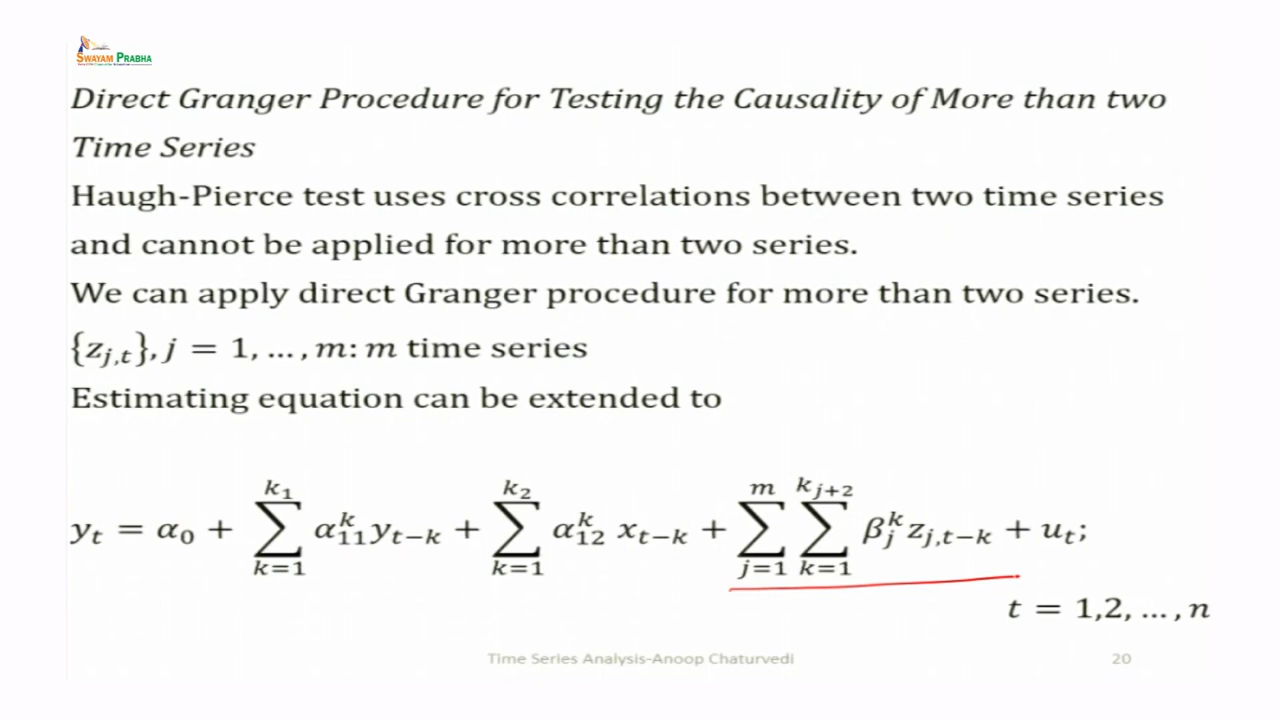 SWAYAM PRABHA
Direct Granger Procedure for Testing the Causality of More than two
Time Series
Haugh-Pierce test uses cross correlations between two time series
and cannot be applied for more than two series.
We can apply direct Granger procedure for more than two series.
{z_{j,t}}, j = 1, … , m: m time series
Estimating equation can be extended to
y_t = α_0 + ∑_{k=1}^{k_1} α_{11}^k y_{t−k} + ∑_{k=1}^{k_2} α_{12}^k x_{t−k} + ∑_{j=1}^{m} ∑_{k=1}^{k_{j+2}} β_j^k z_{j,t−k} + u_t;
t = 1,2, … , n
Time Series Analysis-Anoop Chaturvedi 20